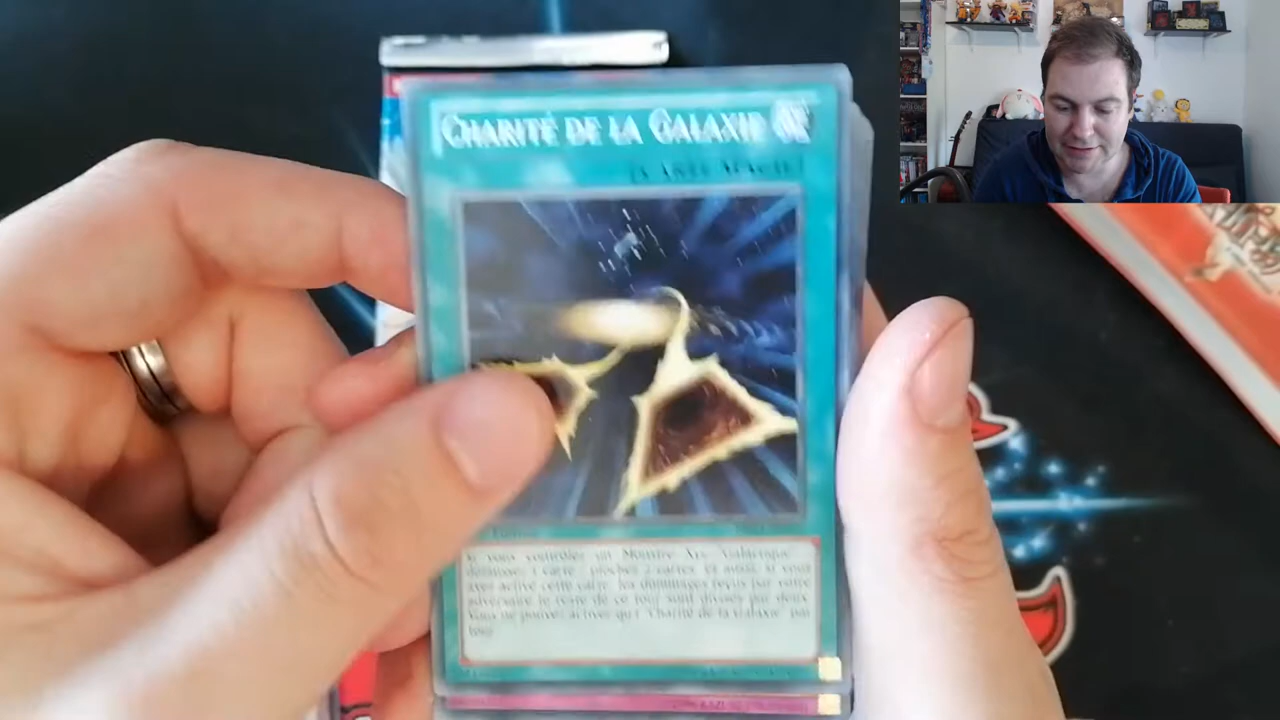 Charité de la Galaxie
Si vous contrôlez un Monstre Xyz "Galactique" :
défaussez 1 carte ; piochez 2 cartes. Et aussi, si vous
avez activé cette carte, les dommages reçus par votre
adversaire le reste de ce tour sont divisés par deux.
Vous ne pouvez activer qu'1 "Charité de la Galaxie" par
tour.